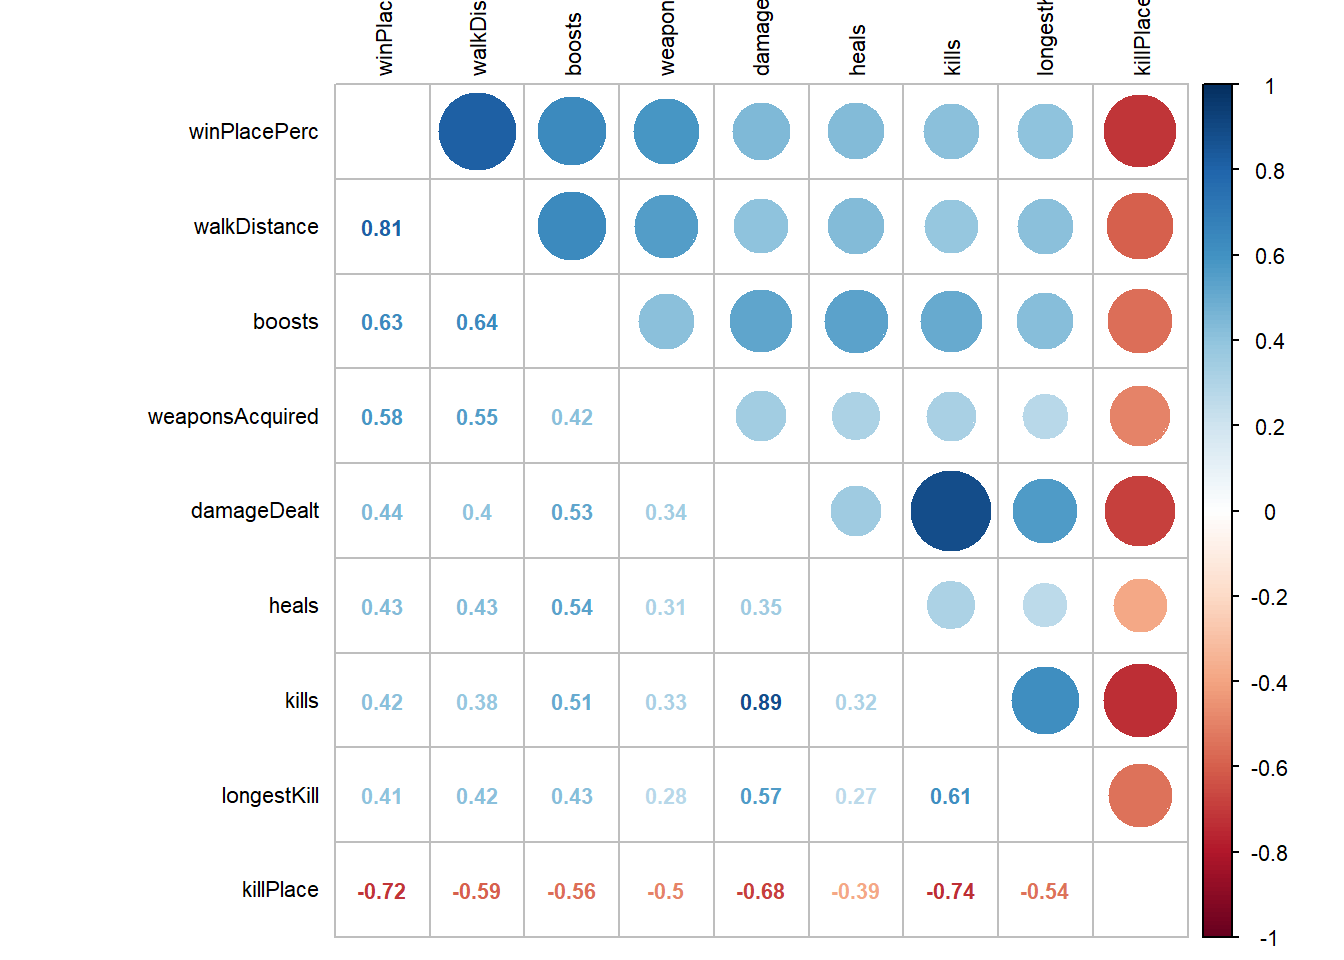 winPlac walkDis boosts weapon damage heals kills longestK killPlace
winPlacePerc
walkDistance 0.81
boosts 0.63 0.64
weaponsAcquired 0.58 0.55 0.42
damageDealt 0.44 0.4 0.53 0.34
heals 0.43 0.43 0.54 0.31 0.35
kills 0.42 0.38 0.51 0.33 0.89 0.32
longestKill 0.41 0.42 0.43 0.28 0.57 0.27 0.61
killPlace -0.72 -0.59 -0.56 -0.5 -0.68 -0.39 -0.74 -0.54
1
0.8
0.6
0.4
0.2
0
-0.2
-0.4
-0.6
-0.8
-1